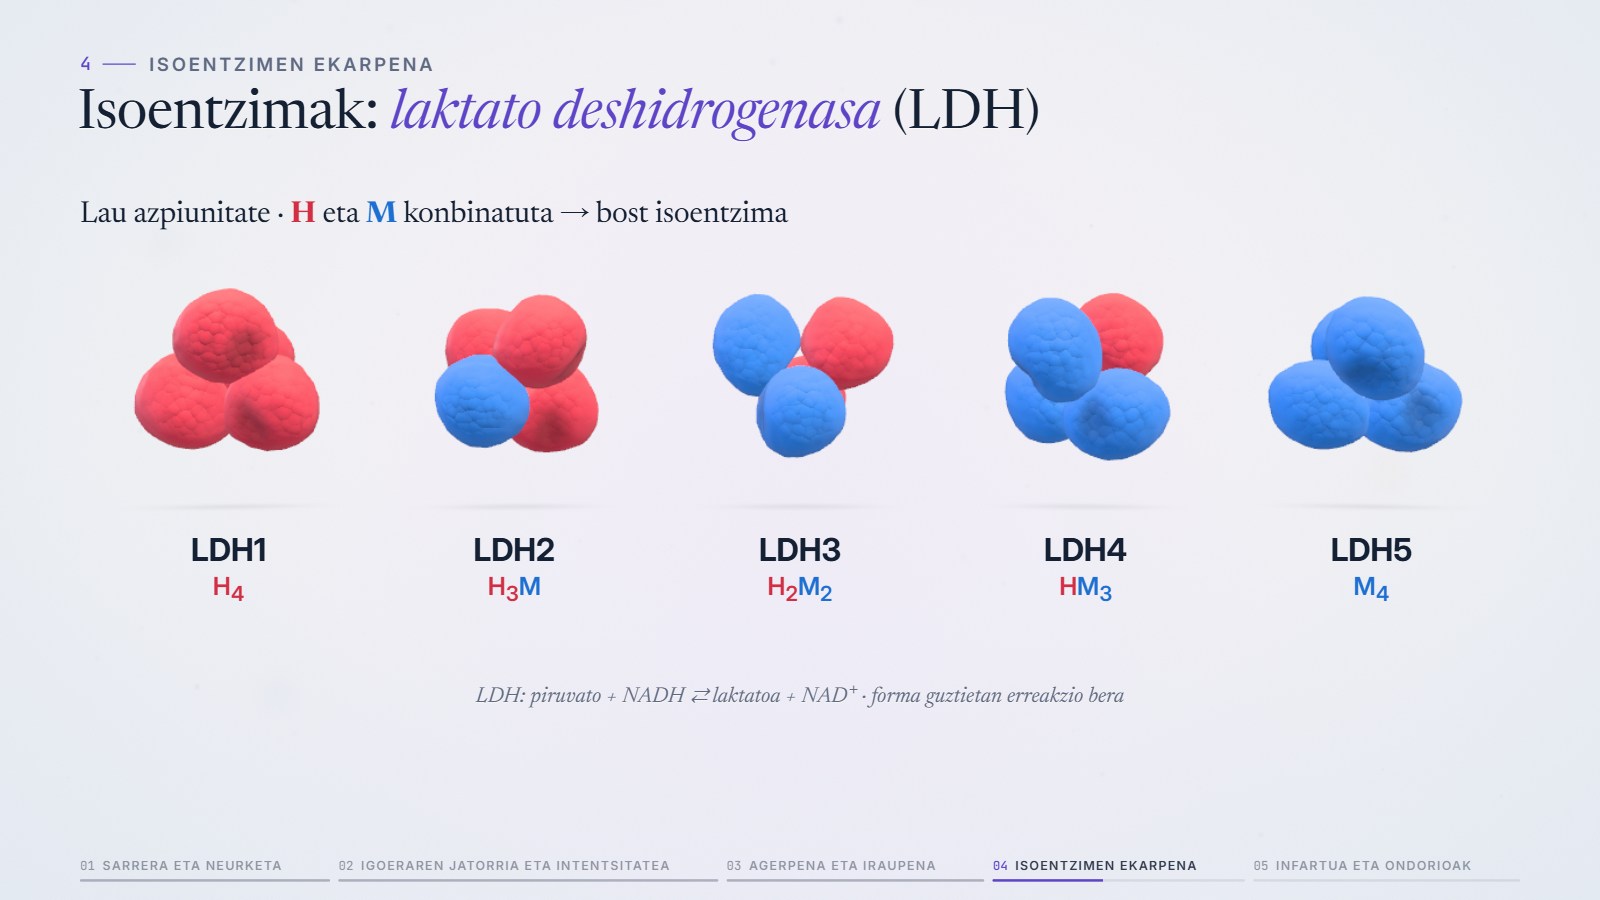 4 — ISOENTZIMEN EKARPENA
Isoentzimak: laktato deshidrogenasa (LDH)
Lau azpiunitate · H eta M konbinatuta → bost isoentzima
LDH1 LDH2 LDH3 LDH4 LDH5
H₄ H₃M H₂M₂ HM₃ M₄
LDH: piruvato + NADH ⇄ laktatoa + NAD⁺ · forma guztietan erreakzio bera
01 SARRERA ETA NEURKETA 02 IGOERAREN JATORRIA ETA INTENTSITATEA 03 AGERPENA ETA IRAUPENA 04 ISOENTZIMEN EKARPENA 05 INFARTUA ETA ONDORIOAK